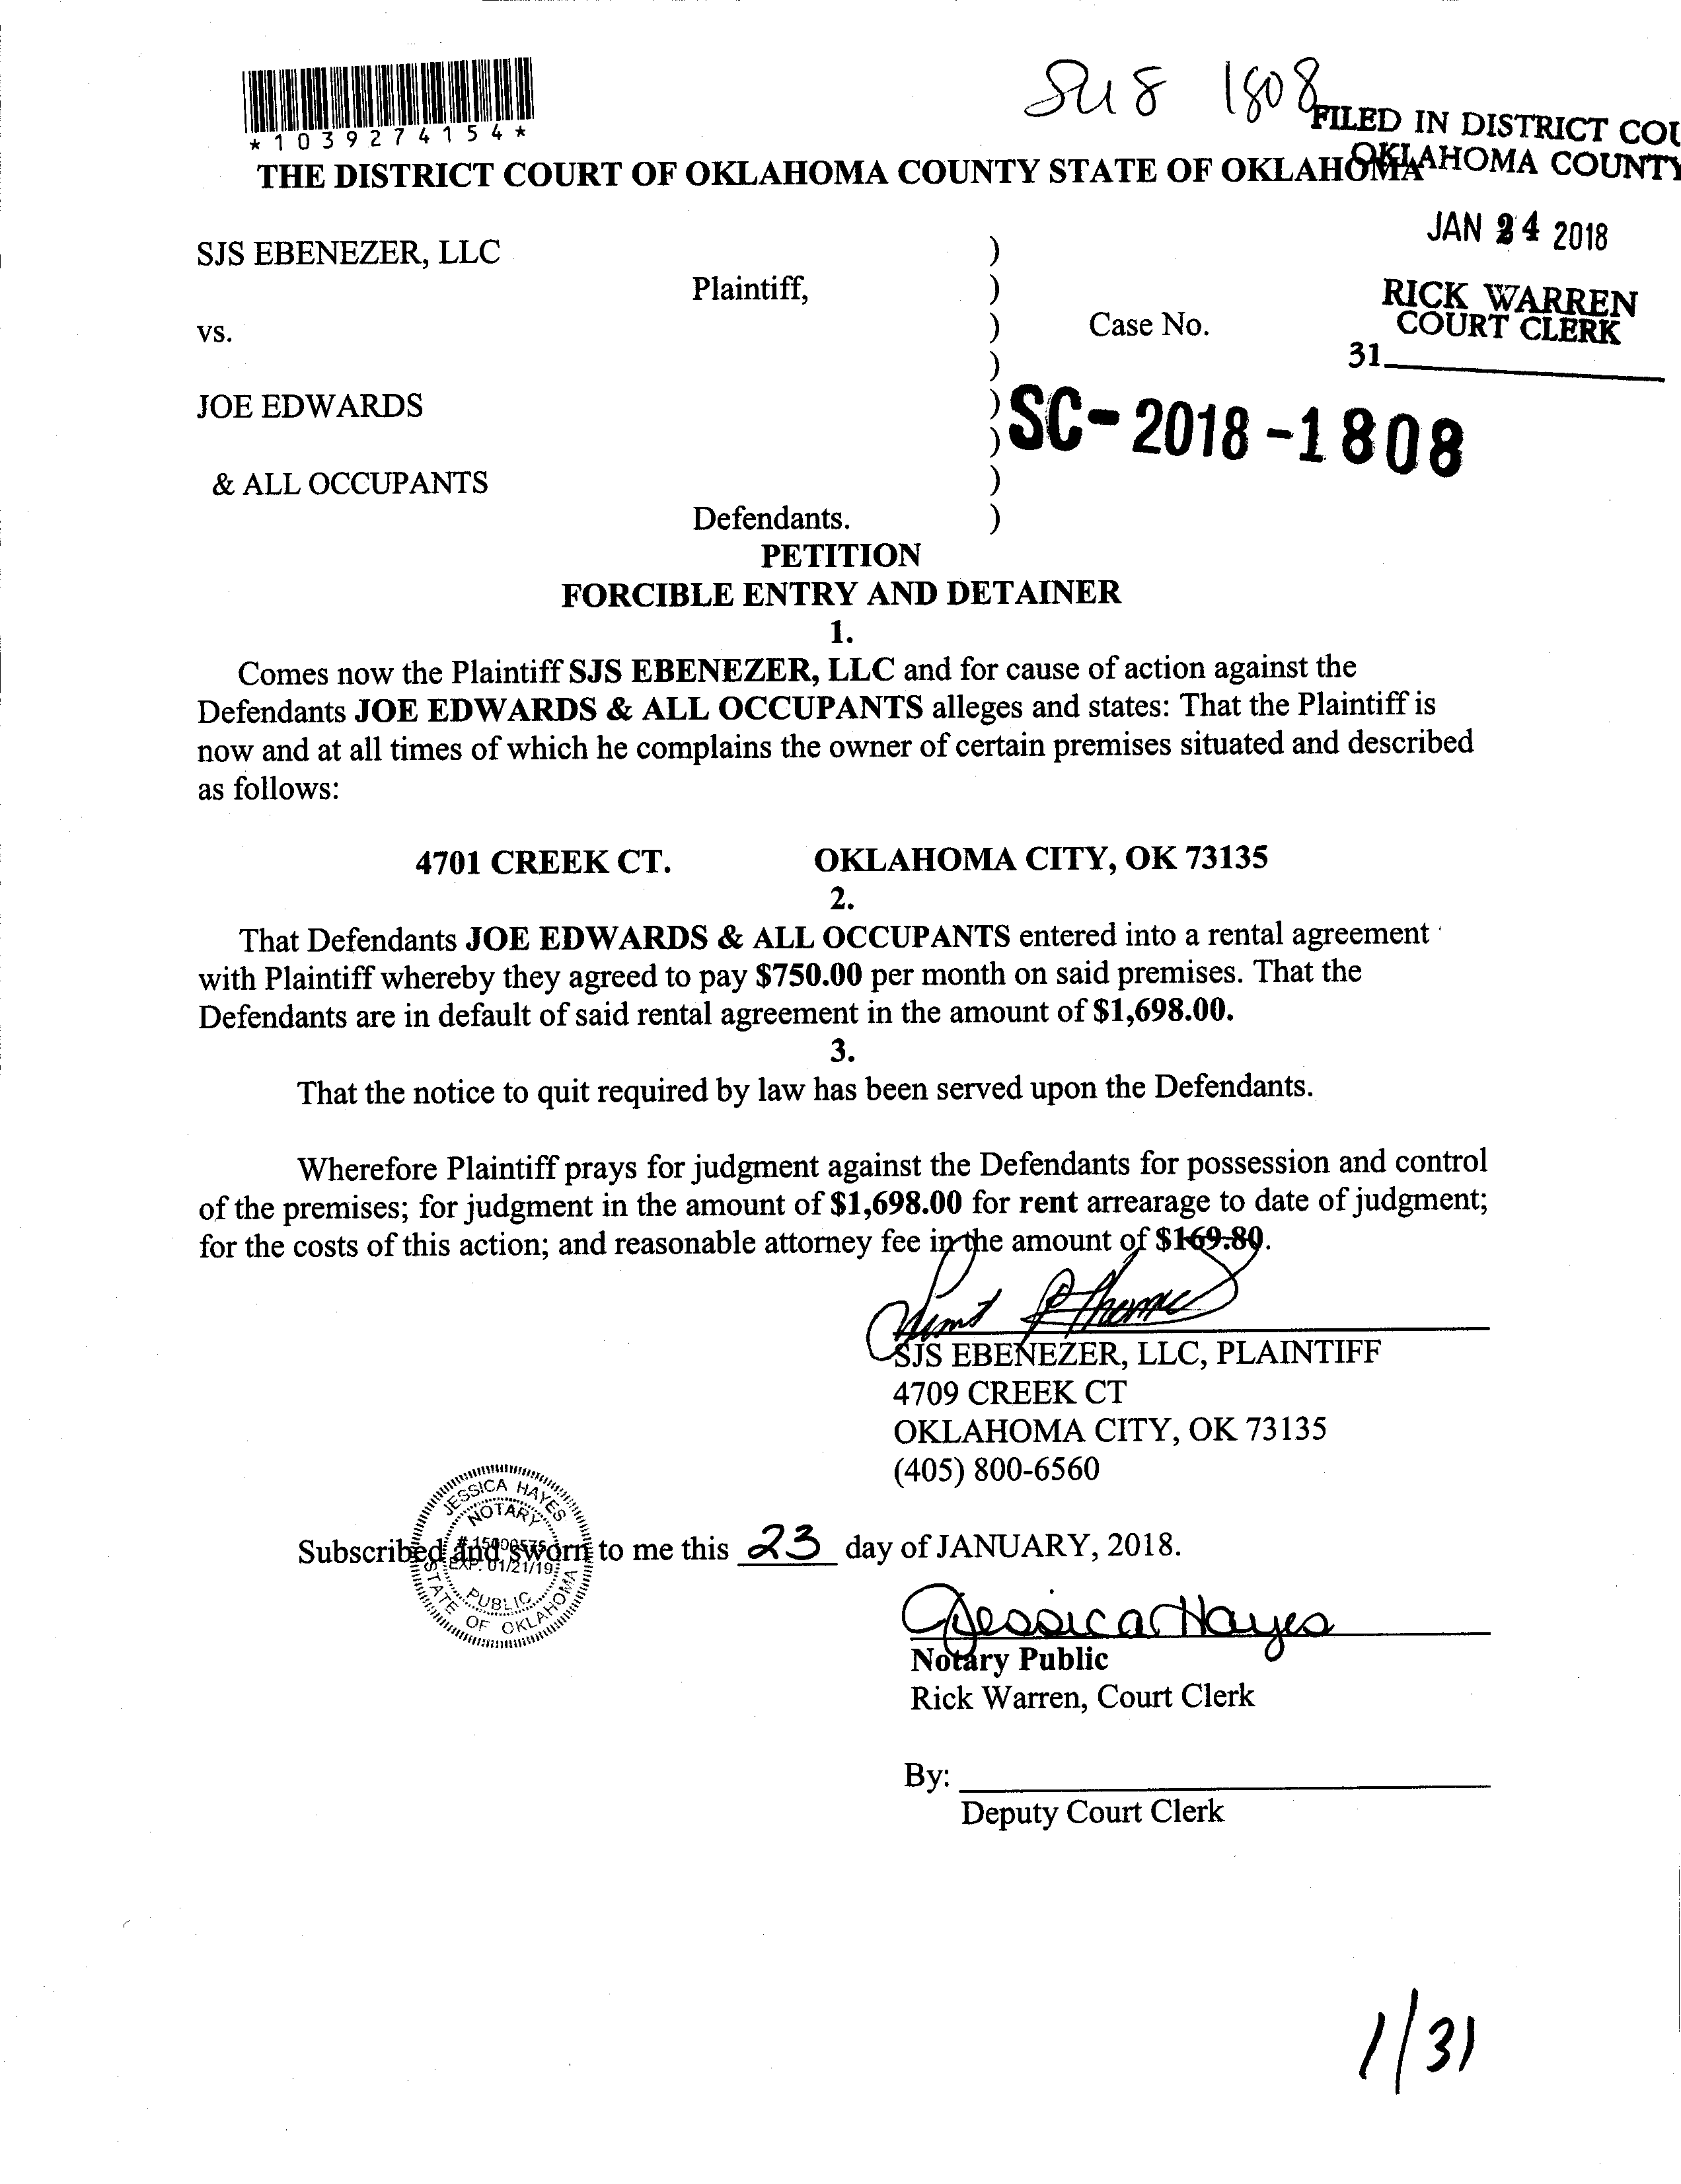 *1039274154*
1808
FILED IN DISTRICT COU
OKLAHOMA COUNTY
THE DISTRICT COURT OF OKLAHOMA COUNTY STATE OF OKLAHOMA
JAN 24 2018
RICK WARREN
COURT CLERK
31
SJS EBENEZER, LLC )
Plaintiff, )
vs. ) Case No.
)
JOE EDWARDS )
) SC-2018-1808
& ALL OCCUPANTS )
Defendants. )
PETITION
FORCIBLE ENTRY AND DETAINER
1.
Comes now the Plaintiff SJS EBENEZER, LLC and for cause of action against the
Defendants JOE EDWARDS & ALL OCCUPANTS alleges and states: That the Plaintiff is
now and at all times of which he complains the owner of certain premises situated and described
as follows:
4701 CREEK CT. OKLAHOMA CITY, OK 73135
2.
That Defendants JOE EDWARDS & ALL OCCUPANTS entered into a rental agreement
with Plaintiff whereby they agreed to pay $750.00 per month on said premises. That the
Defendants are in default of said rental agreement in the amount of $1,698.00.
3.
That the notice to quit required by law has been served upon the Defendants.
Wherefore Plaintiff prays for judgment against the Defendants for possession and control
of the premises; for judgment in the amount of $1,698.00 for rent arrearage to date of judgment;
for the costs of this action; and reasonable attorney fee in the amount of $169.80.
SJS EBENEZER, LLC, PLAINTIFF
4709 CREEK CT
OKLAHOMA CITY, OK 73135
(405) 800-6560
JESSICA HAYES
NOTARY
EXP. 01/21/19
PUBLIC
STATE OF OKLAHOMA
Subscribed and sworn to me this 23 day of JANUARY, 2018.
Jessica Hayes
Notary Public
Rick Warren, Court Clerk
By:
Deputy Court Clerk
1/31